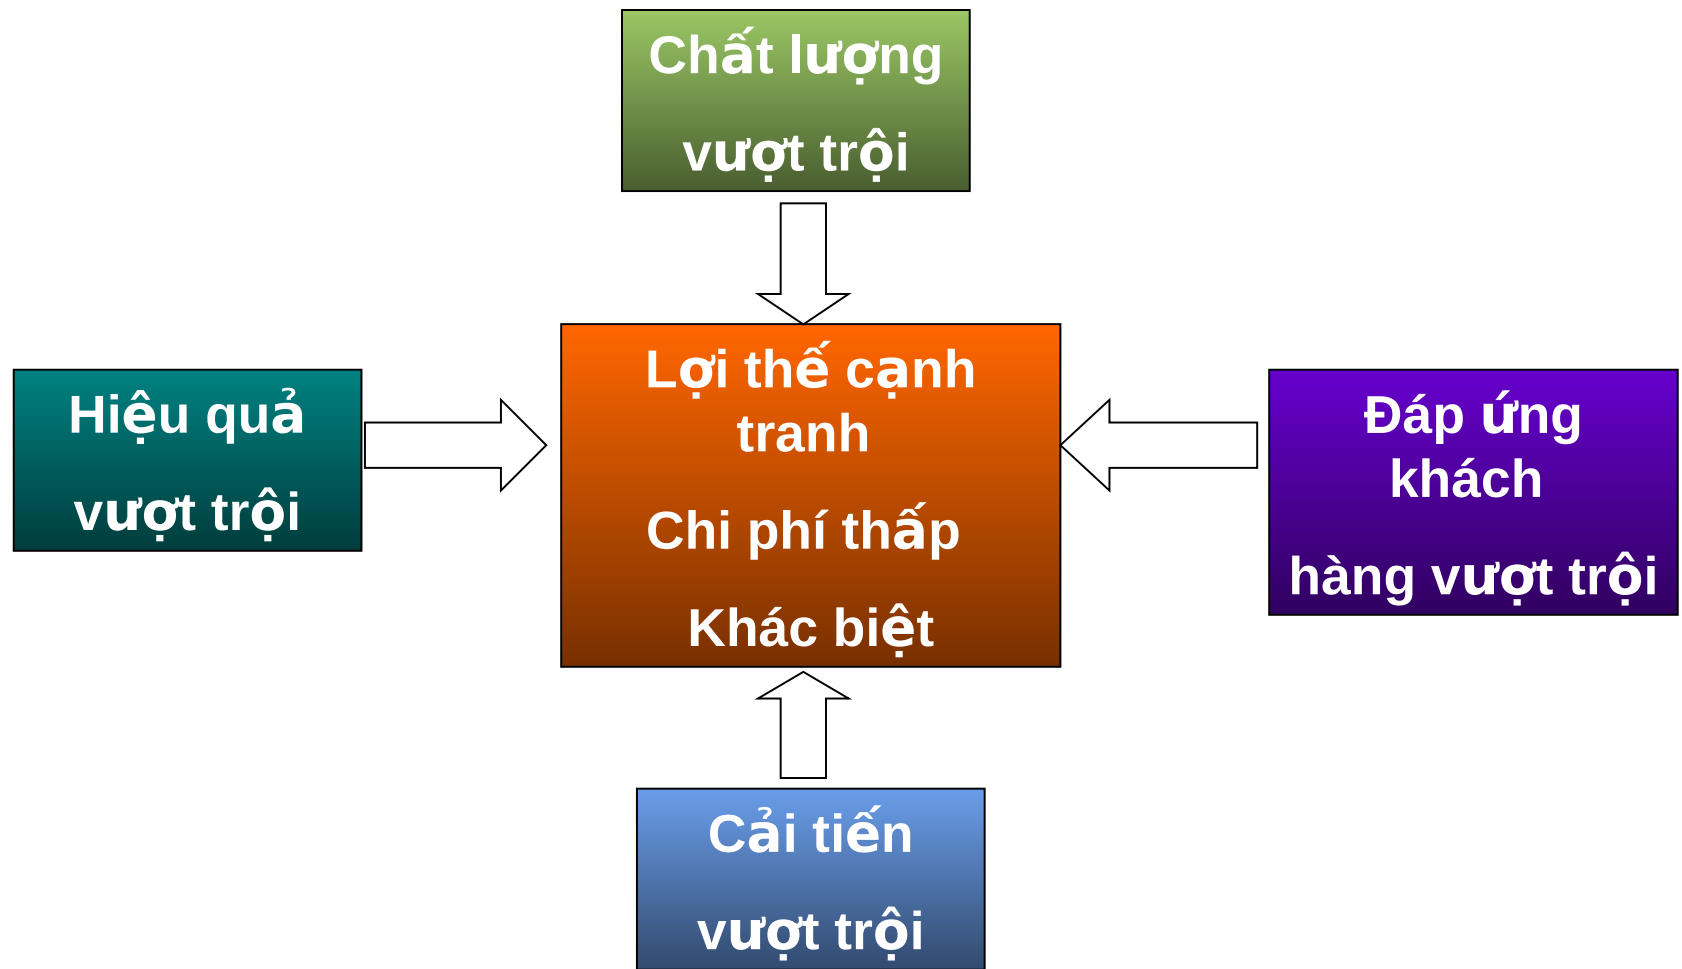 Chất lượng
vượt trội
Hiệu quả
vượt trội
Lợi thế cạnh
tranh
Chi phí thấp
Khác biệt
Đáp ứng
khách
hàng vượt trội
Cải tiến
vượt trội